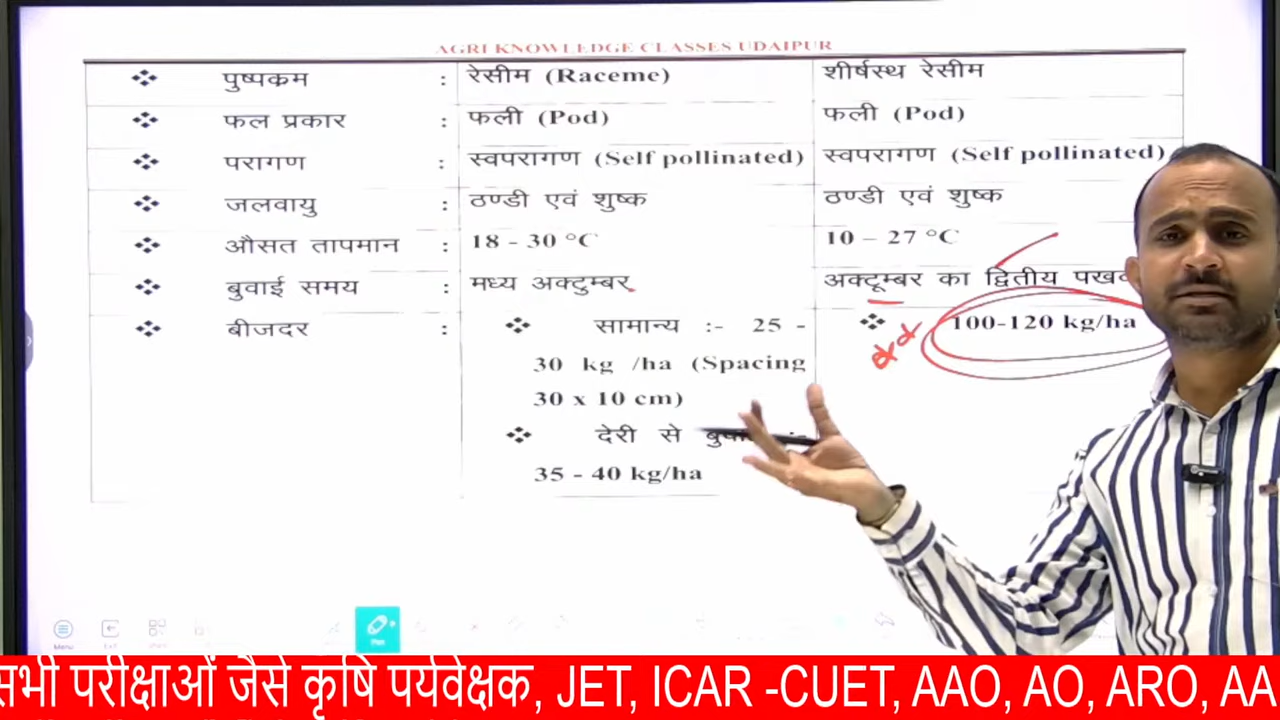 AGRI KNOWLEDGE CLASSES UDAIPUR
❖ पुष्पक्रम : रेसीम (Raceme) शीर्षस्थ रेसीम
❖ फल प्रकार : फली (Pod) फली (Pod)
❖ परागण : स्वपरागण (Self pollinated) स्वपरागण (Self pollinated)
❖ जलवायु : ठण्डी एवं शुष्क ठण्डी एवं शुष्क
❖ औसत तापमान : 18 - 30 °C 10 – 27 °C
❖ बुवाई समय : मध्य अक्टुम्बर अक्टूम्बर का द्वितीय
❖ बीजदर : ❖ सामान्य :- 25 - ❖ 100-120 kg/ha
30 kg /ha (Spacing
30 x 10 cm)
❖ देरी से
35 - 40 kg/ha
Menu
Pen
सभी परीक्षाओं जैसे कृषि पर्यवेक्षक, JET, ICAR -CUET, AAO, AO, ARO, AA